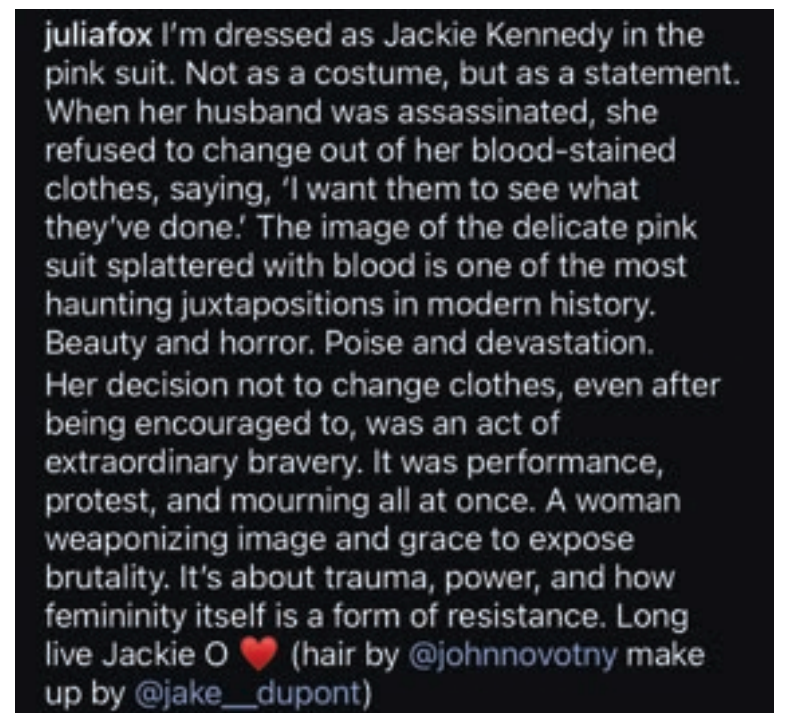 juliafox I’m dressed as Jackie Kennedy in the
pink suit. Not as a costume, but as a statement.
When her husband was assassinated, she
refused to change out of her blood-stained
clothes, saying, ‘I want them to see what
they’ve done.’ The image of the delicate pink
suit splattered with blood is one of the most
haunting juxtapositions in modern history.
Beauty and horror. Poise and devastation.
Her decision not to change clothes, even after
being encouraged to, was an act of
extraordinary bravery. It was performance,
protest, and mourning all at once. A woman
weaponizing image and grace to expose
brutality. It’s about trauma, power, and how
femininity itself is a form of resistance. Long
live Jackie O ❤️ (hair by @johnnovotny make
up by @jake__dupont)